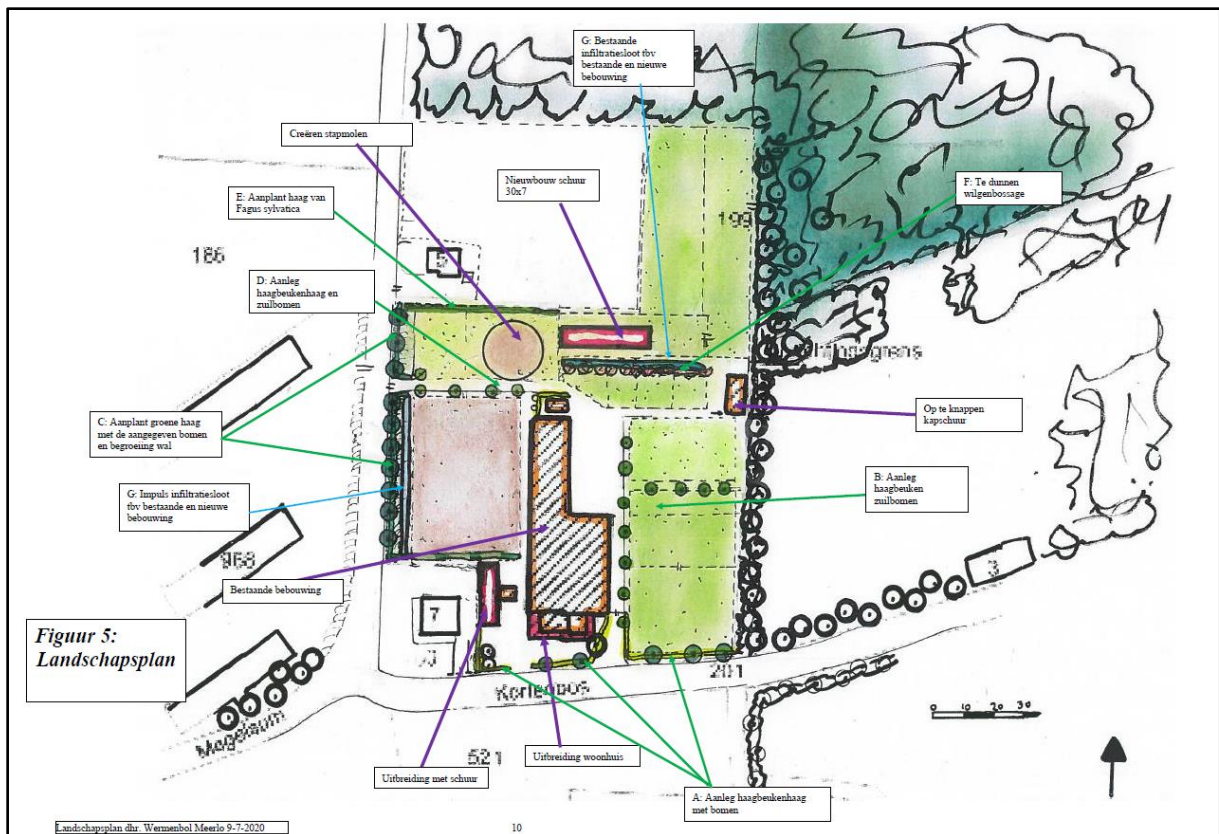 G: Bestaande
infiltratiesloot tbv
bestaande en nieuwe
bebouwing
Creëren stapmolen
Nieuwbouw schuur
30x7
F: Te dunnen
wilgenbossage
E: Aanplant haag van
Fagus sylvatica
199
186
5
D: Aanleg
haagbeukenhaag en
zuilbomen
Op te knappen
kapschuur
C: Aanplant groene haag
met de aangegeven bomen
en begroeiing wal
B: Aanleg
haagbeuken
zuilbomen
G: Impuls infiltratiesloot
tbv bestaande en nieuwe
bebouwing
968
3
Bestaande bebouwing
7
Figuur 5:
Landschapsplan
201
0 10 20 30
521
Uitbreiding met schuur
Uitbreiding woonhuis
A: Aanleg haagbeukenhaag
met bomen
Landschapsplan dhr. Wermenbol Meerlo 9-7-2020
10